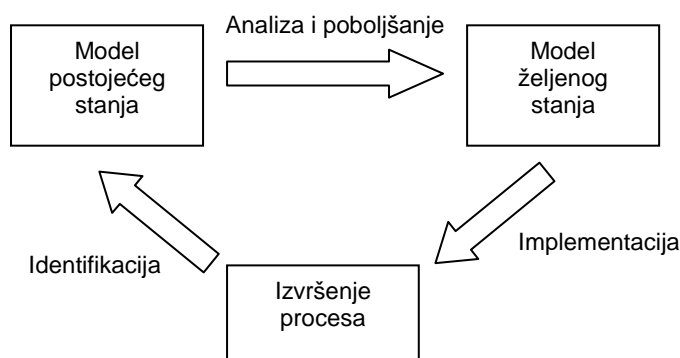 Analiza i poboljšanje
Model
postojećeg
stanja
Model
željenog
stanja
Identifikacija
Implementacija
Izvršenje
procesa